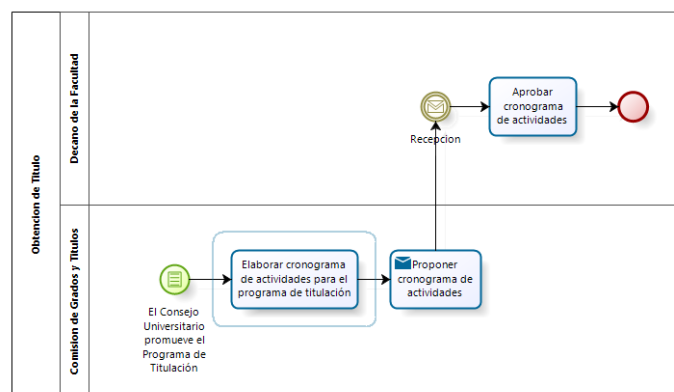 Obtencion de Titulo
Decano de la Facultad
Recepcion
Aprobar
cronograma
de actividades
Comision de Grados y Titulos
El Consejo
Universitario
promueve el
Programa de
Titulación
Elaborar cronograma
de actividades para el
programa de titulación
Proponer
cronograma de
actividades